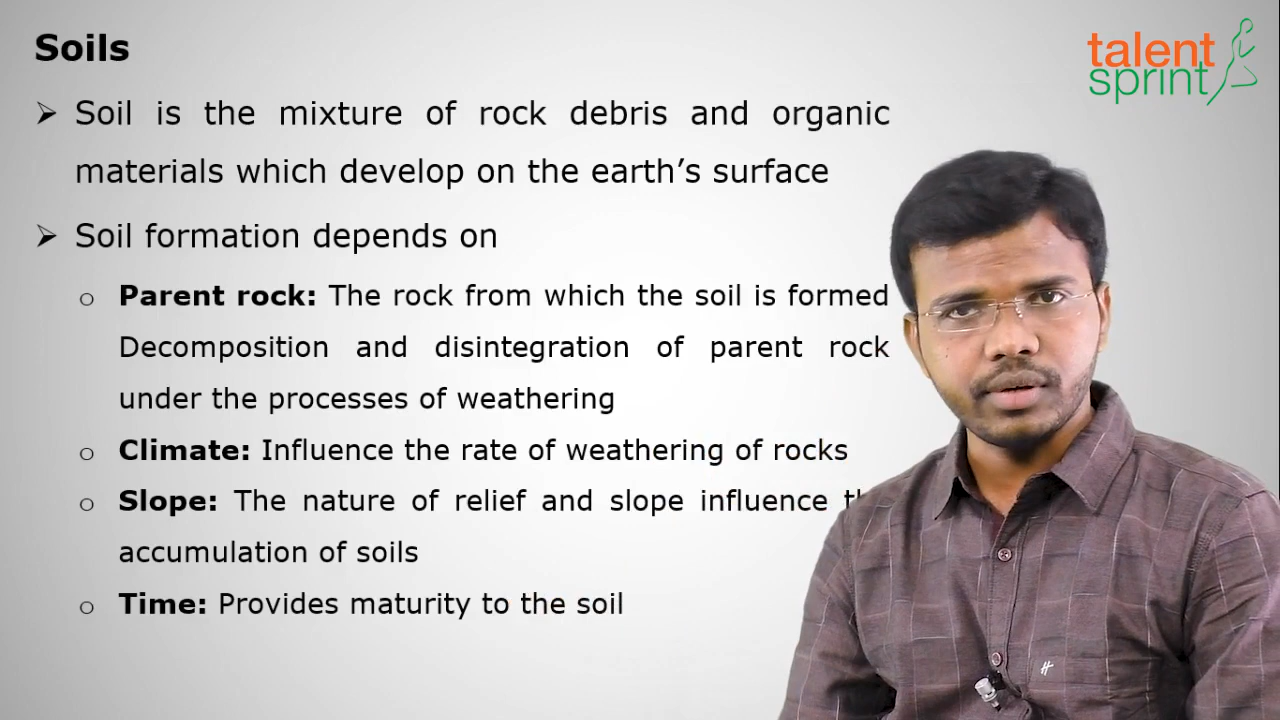 Soils
talent
sprint
➢ Soil is the mixture of rock debris and organic
materials which develop on the earth’s surface
➢ Soil formation depends on
o Parent rock: The rock from which the soil is formed
Decomposition and disintegration of parent rock
under the processes of weathering
o Climate: Influence the rate of weathering of rocks
o Slope: The nature of relief and slope influence
accumulation of soils
o Time: Provides maturity to the soil